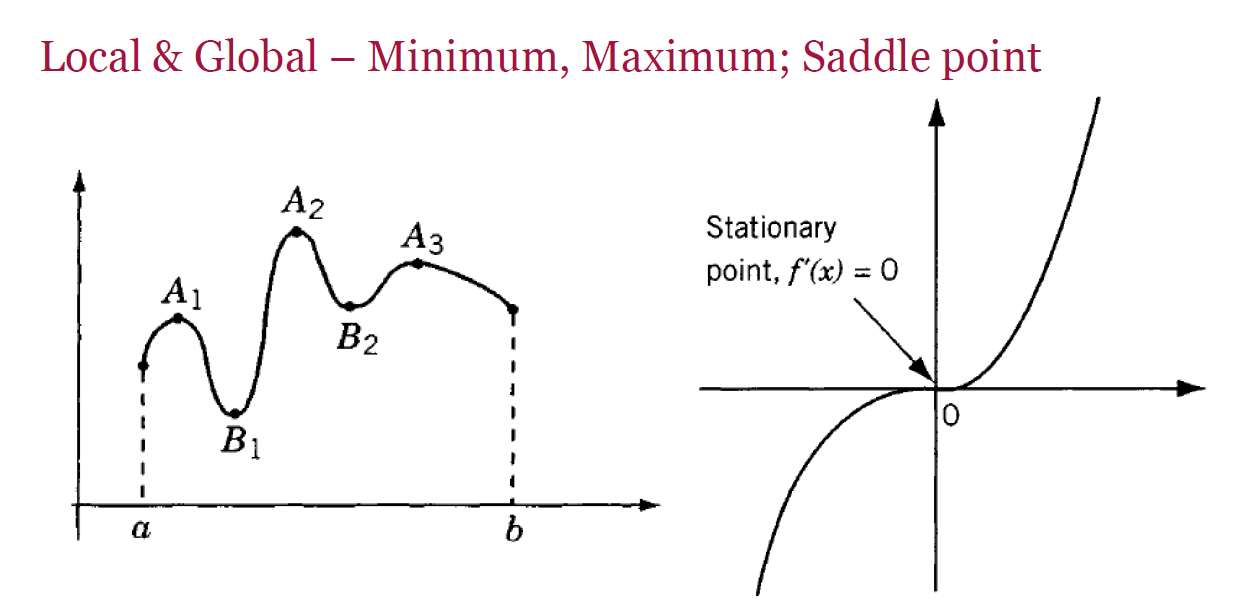 Local & Global – Minimum, Maximum; Saddle point
A₂
A₃
A₁
B₂
B₁
a
b
Stationary
point, f′(x) = 0
0